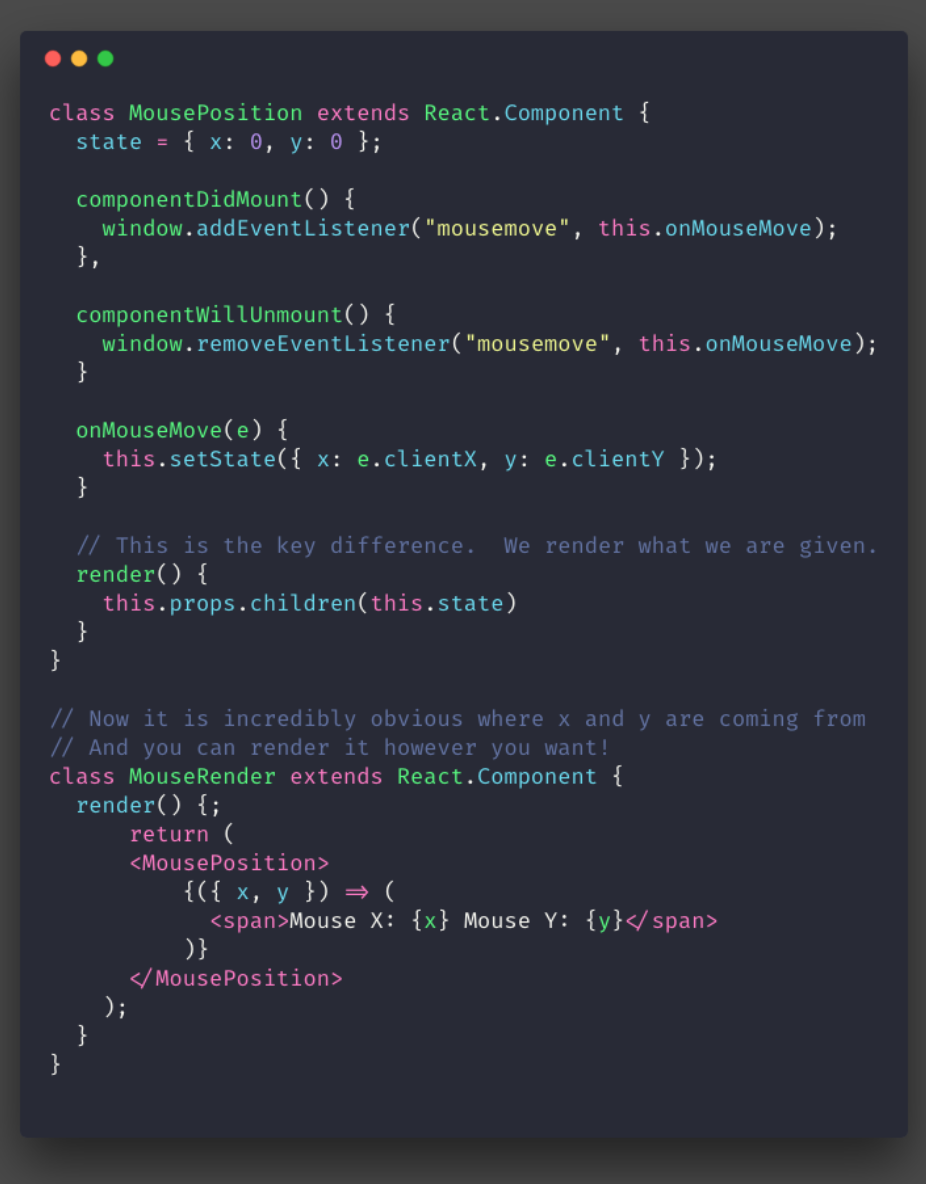 class MousePosition extends React.Component {
  state = { x: 0, y: 0 };

  componentDidMount() {
    window.addEventListener("mousemove", this.onMouseMove);
  },

  componentWillUnmount() {
    window.removeEventListener("mousemove", this.onMouseMove);
  }

  onMouseMove(e) {
    this.setState({ x: e.clientX, y: e.clientY });
  }

  // This is the key difference.  We render what we are given.
  render() {
    this.props.children(this.state)
  }
}

// Now it is incredibly obvious where x and y are coming from
// And you can render it however you want!
class MouseRender extends React.Component {
  render() {;
      return (
      <MousePosition>
          {({ x, y }) => (
            <span>Mouse X: {x} Mouse Y: {y}</span>
          )}
      </MousePosition>
    );
  }
}